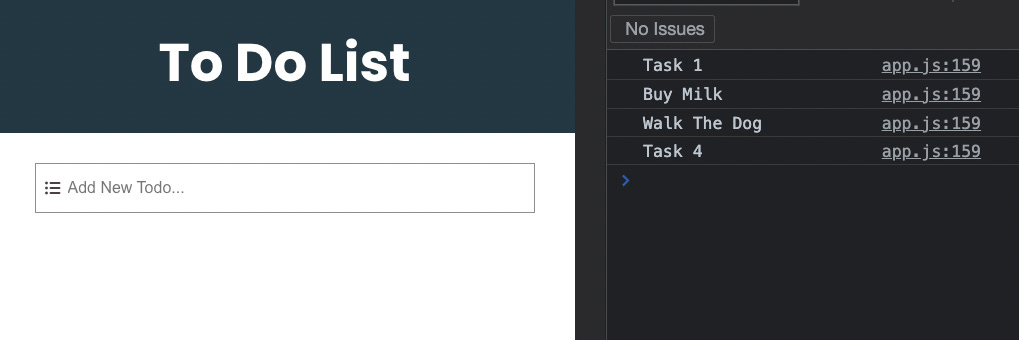 To Do List
Add New Todo...
No Issues
Task 1 app.js:159
Buy Milk app.js:159
Walk The Dog app.js:159
Task 4 app.js:159